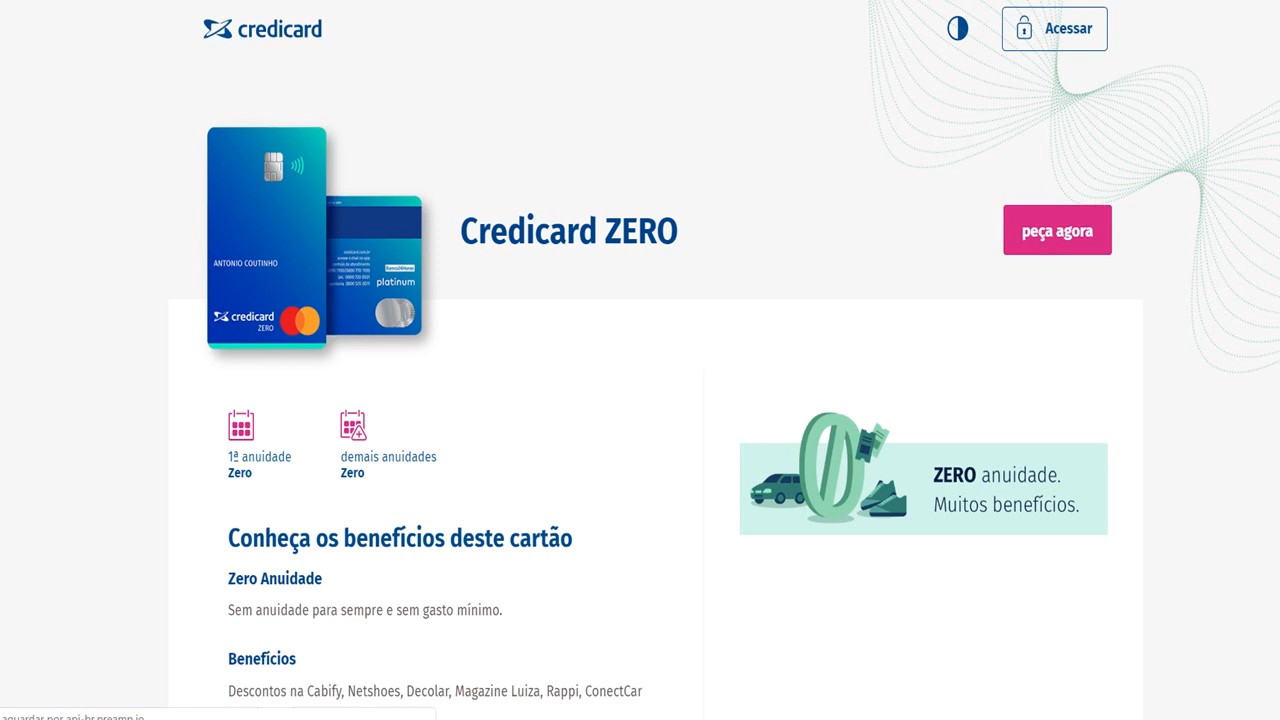 credicard
Acessar
ANTONIO COUTINHO
credicard
ZERO
platinum
Credicard ZERO
peça agora
1ª anuidade
Zero
demais anuidades
Zero
ZERO anuidade.
Muitos benefícios.
Conheça os benefícios deste cartão
Zero Anuidade
Sem anuidade para sempre e sem gasto mínimo.
Benefícios
Descontos na Cabify, Netshoes, Decolar, Magazine Luiza, Rappi, ConectCar